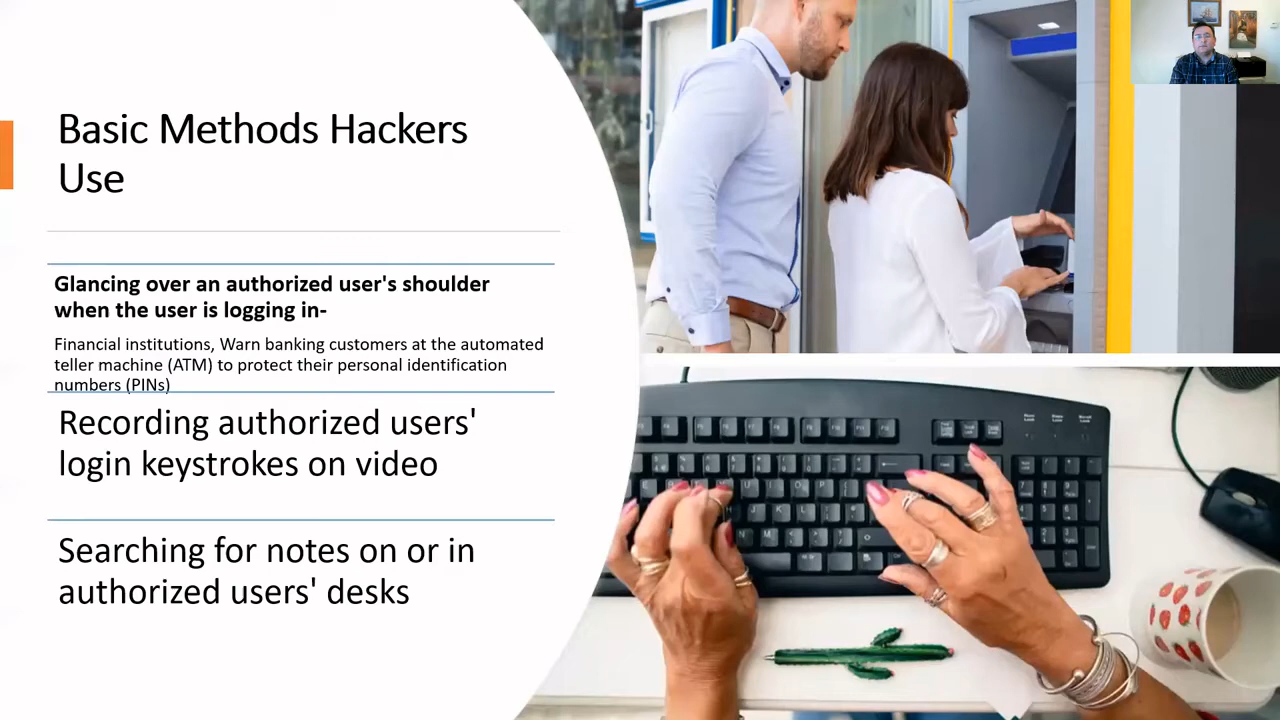 Basic Methods Hackers
Use
Glancing over an authorized user's shoulder
when the user is logging in-
Financial institutions, Warn banking customers at the automated
teller machine (ATM) to protect their personal identification
numbers (PINs)
Recording authorized users'
login keystrokes on video
Searching for notes on or in
authorized users' desks